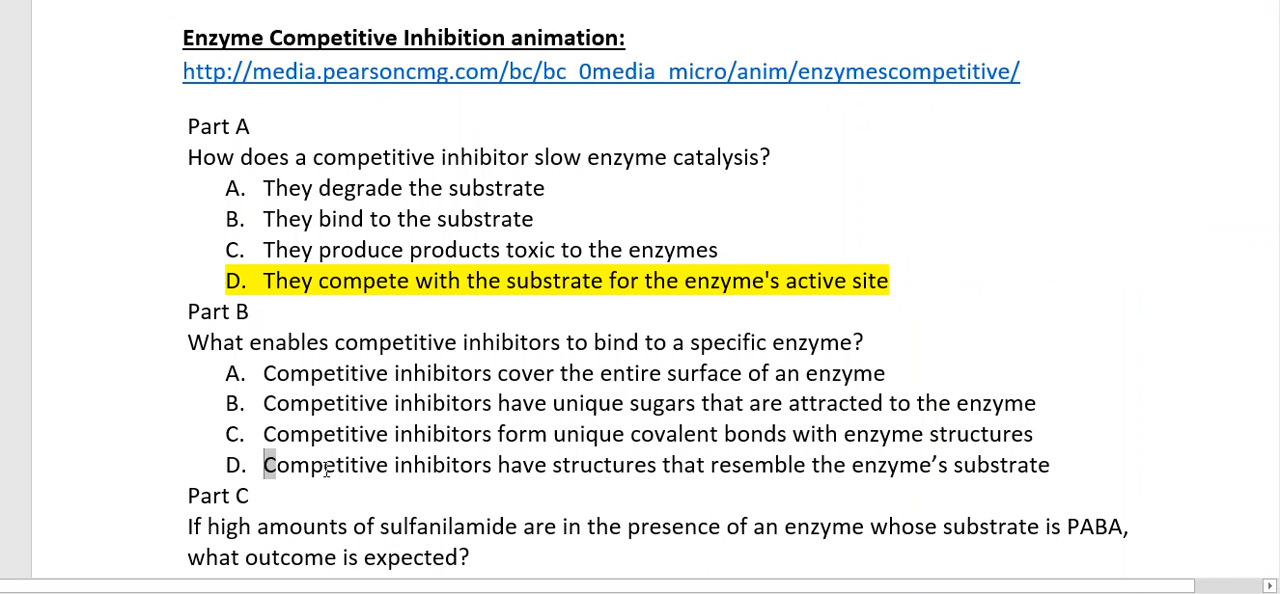 Enzyme Competitive Inhibition animation:
http://media.pearsoncmg.com/bc/bc_0media_micro/anim/enzymescompetitive/
Part A
How does a competitive inhibitor slow enzyme catalysis?
A. They degrade the substrate
B. They bind to the substrate
C. They produce products toxic to the enzymes
D. They compete with the substrate for the enzyme's active site
Part B
What enables competitive inhibitors to bind to a specific enzyme?
A. Competitive inhibitors cover the entire surface of an enzyme
B. Competitive inhibitors have unique sugars that are attracted to the enzyme
C. Competitive inhibitors form unique covalent bonds with enzyme structures
D. Competitive inhibitors have structures that resemble the enzyme’s substrate
Part C
If high amounts of sulfanilamide are in the presence of an enzyme whose substrate is PABA,
what outcome is expected?